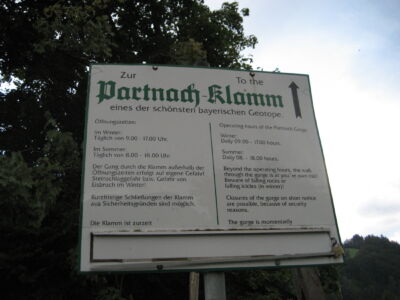 Zur To the
Partnach-Klamm
eines der schönsten bayerischen Geotope.
Öffnungszeiten:
Im Winter:
Täglich von 9.00 - 17.00 Uhr.
Im Sommer
Täglich von 8.00 - 18.00 Uhr
Der Gang durch die Klamm außerhalb der
Öffnungszeiten erfolgt auf eigene Gefahr!
Steinschlaggefahr bzw. Gefahr von
Eisbruch im Winter!
Kurzfristige Schließungen der Klamm
aus Sicherheitsgründen sind möglich.
Die Klamm ist zurzeit
Operating hours of the Partnach Gorge
Winter:
Daily 09.00 - 17.00 hours.
Summer:
Daily 08. - 18.00 hours.
Beyond the operating hours, the walk
through the gorge is at your own risk!
Beware of falling rocks or
falling icicles (in winter)!
Closures of the gorge on short notice
are possible, because of security
reasons.
The gorge is momentarily